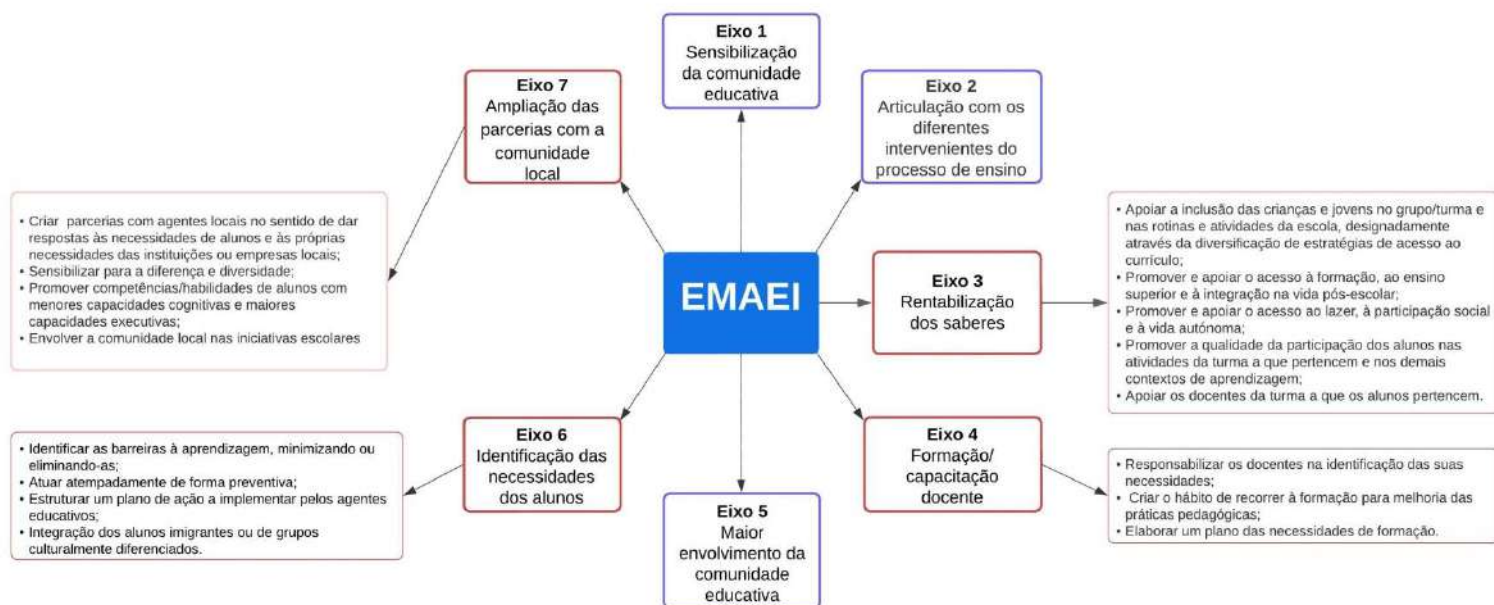 Eixo 1
Sensibilização
da comunidade
educativa
Eixo 7
Ampliação das
parcerias com a
comunidade
local
Eixo 2
Articulação com os
diferentes
intervenientes do
processo de ensino
• Criar parcerias com agentes locais no sentido de dar
respostas às necessidades de alunos e às próprias
necessidades das instituições ou empresas locais;
• Sensibilizar para a diferença e diversidade;
• Promover competências/habilidades de alunos com
menores capacidades cognitivas e maiores
capacidades executivas;
• Envolver a comunidade local nas iniciativas escolares
EMAEI
Eixo 3
Rentabilização
dos saberes
• Apoiar a inclusão das crianças e jovens no grupo/turma e
nas rotinas e atividades da escola, designadamente
através da diversificação de estratégias de acesso ao
currículo;
• Promover e apoiar o acesso à formação, ao ensino
superior e à integração na vida pós-escolar;
• Promover e apoiar o acesso ao lazer, à participação social
e à vida autónoma;
• Promover a qualidade da participação dos alunos nas
atividades da turma a que pertencem e nos demais
contextos de aprendizagem;
• Apoiar os docentes da turma a que os alunos pertencem.
• Identificar as barreiras à aprendizagem, minimizando ou
eliminando-as;
• Atuar atempadamente de forma preventiva;
• Estruturar um plano de ação a implementar pelos agentes
educativos;
• Integração dos alunos imigrantes ou de grupos
culturalmente diferenciados.
Eixo 6
Identificação das
necessidades
dos alunos
Eixo 4
Formação/
capacitação
docente
• Responsabilizar os docentes na identificação das suas
necessidades;
• Criar o hábito de recorrer à formação para melhoria das
práticas pedagógicas;
• Elaborar um plano das necessidades de formação.
Eixo 5
Maior
envolvimento da
comunidade
educativa